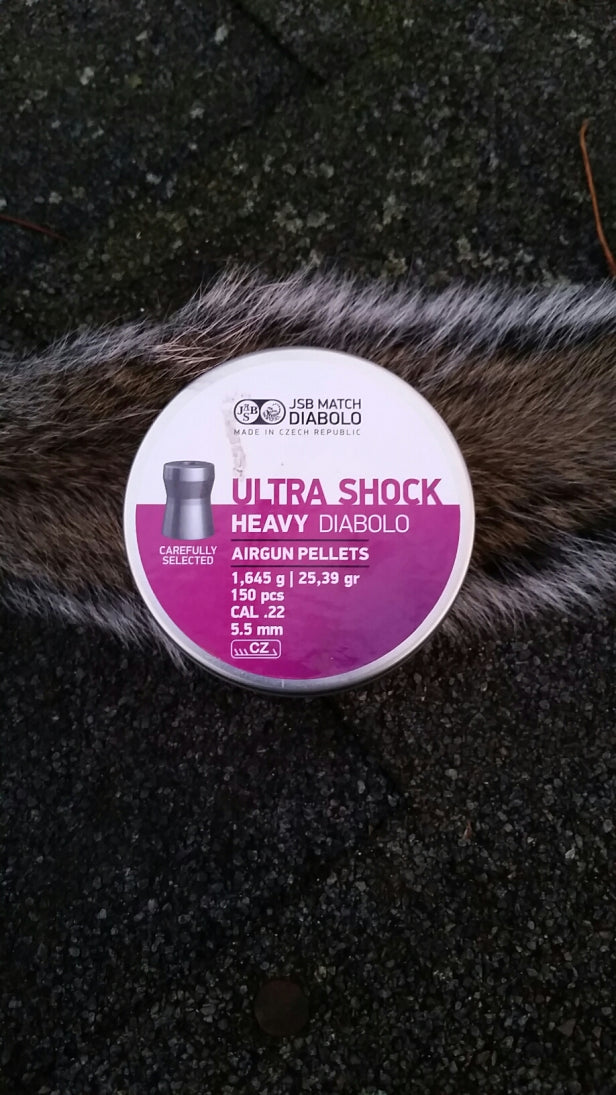 JSB JSB MATCH
DIABOLO
MADE IN CZECH REPUBLIC
ULTRA SHOCK
HEAVY DIABOLO
CAREFULLY
SELECTED
AIRGUN PELLETS
1,645 g | 25,39 gr
150 pcs
CAL .22
5.5 mm
CZ